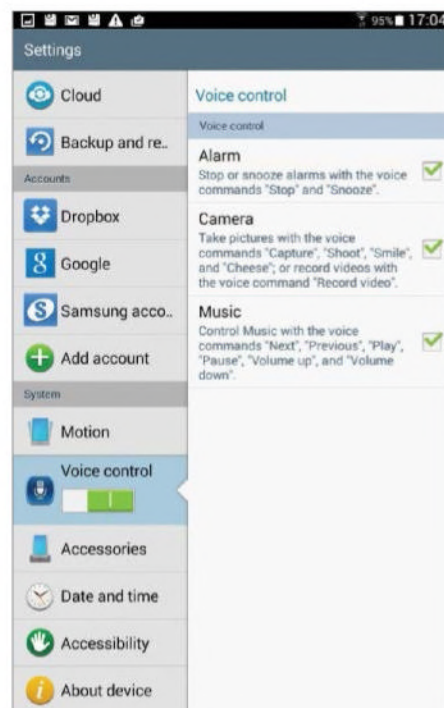 95% 17:04
Settings
Cloud
Backup and re..
Accounts
Dropbox
8 Google
S Samsung acco..
Add account
System
Motion
Voice control
Accessories
Date and time
Accessibility
i About device
Voice control
Voice control
Alarm
Stop or snooze alarms with the voice
commands "Stop" and "Snooze".
Camera
Take pictures with the voice
commands "Capture", "Shoot", "Smile",
and "Cheese"; or record videos with
the voice command "Record video".
Music
Control Music with the voice
commands "Next", "Previous", "Play",
"Pause", "Volume up", and "Volume
down".